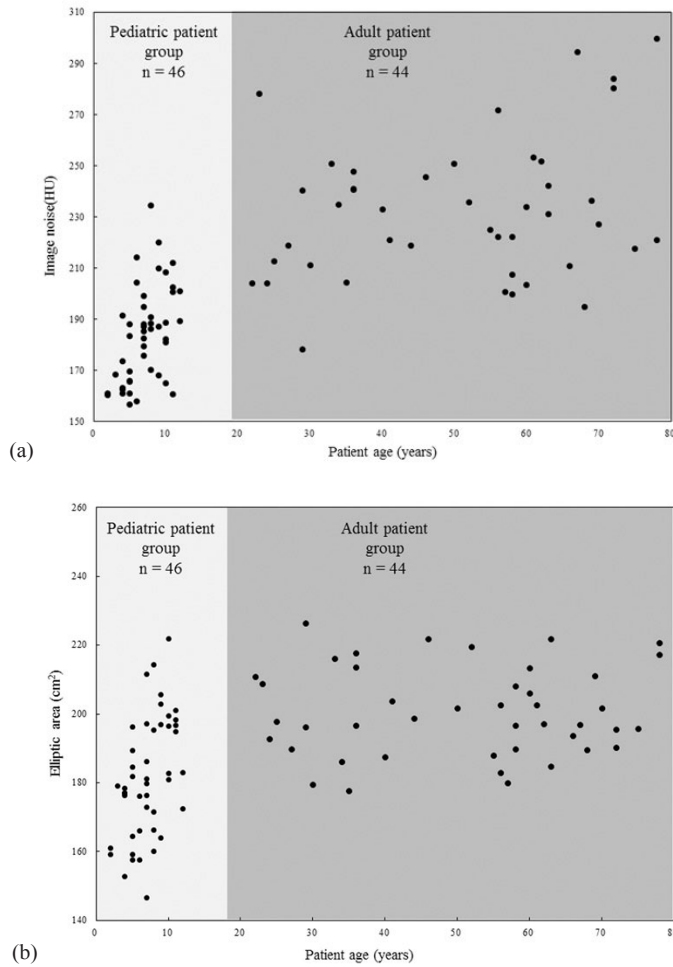 310
290
270
250
230
210
190
170
150
Image noise(HU)
Pediatric patient
group
n = 46
Adult patient
group
n = 44
0 10 20 30 40 50 60 70 80
Patient age (years)
(a)
260
240
220
200
180
160
140
Elliptic area (cm²)
Pediatric patient
group
n = 46
Adult patient
group
n = 44
0 10 20 30 40 50 60 70 80
Patient age (years)
(b)